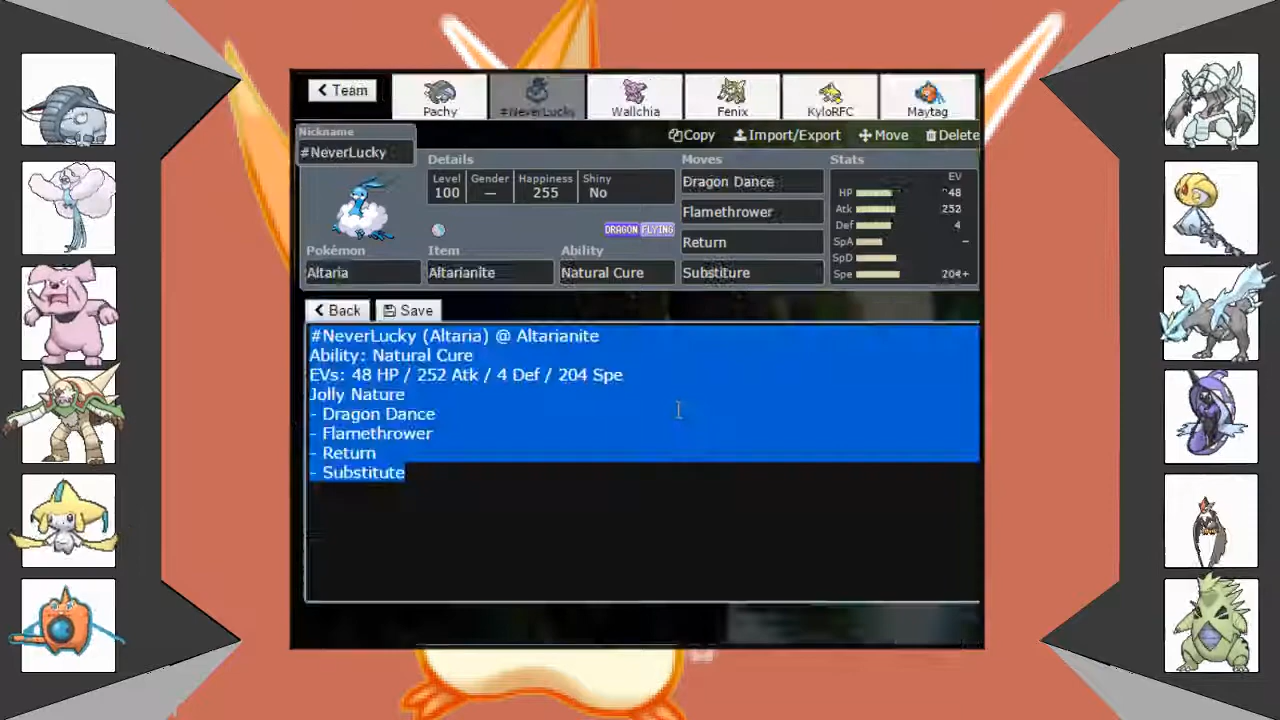 Team
Pachy
#NeverLucky
Wallchia
Fenix
KyloRFC
Maytag
Copy
Import/Export
Move
Delete
Nickname
#NeverLucky
Details
Level
100
Gender
—
Happiness
255
Shiny
No
DRAGON FLYING
Pokémon
Altaria
Item
Altarianite
Ability
Natural Cure
Moves
Dragon Dance
Flamethrower
Return
Substitute
Stats
EV
HP 48
Atk 252
Def 4
SpA –
SpD
Spe 204+
Back
Save
#NeverLucky (Altaria) @ Altarianite
Ability: Natural Cure
EVs: 48 HP / 252 Atk / 4 Def / 204 Spe
Jolly Nature
- Dragon Dance
- Flamethrower
- Return
- Substitute